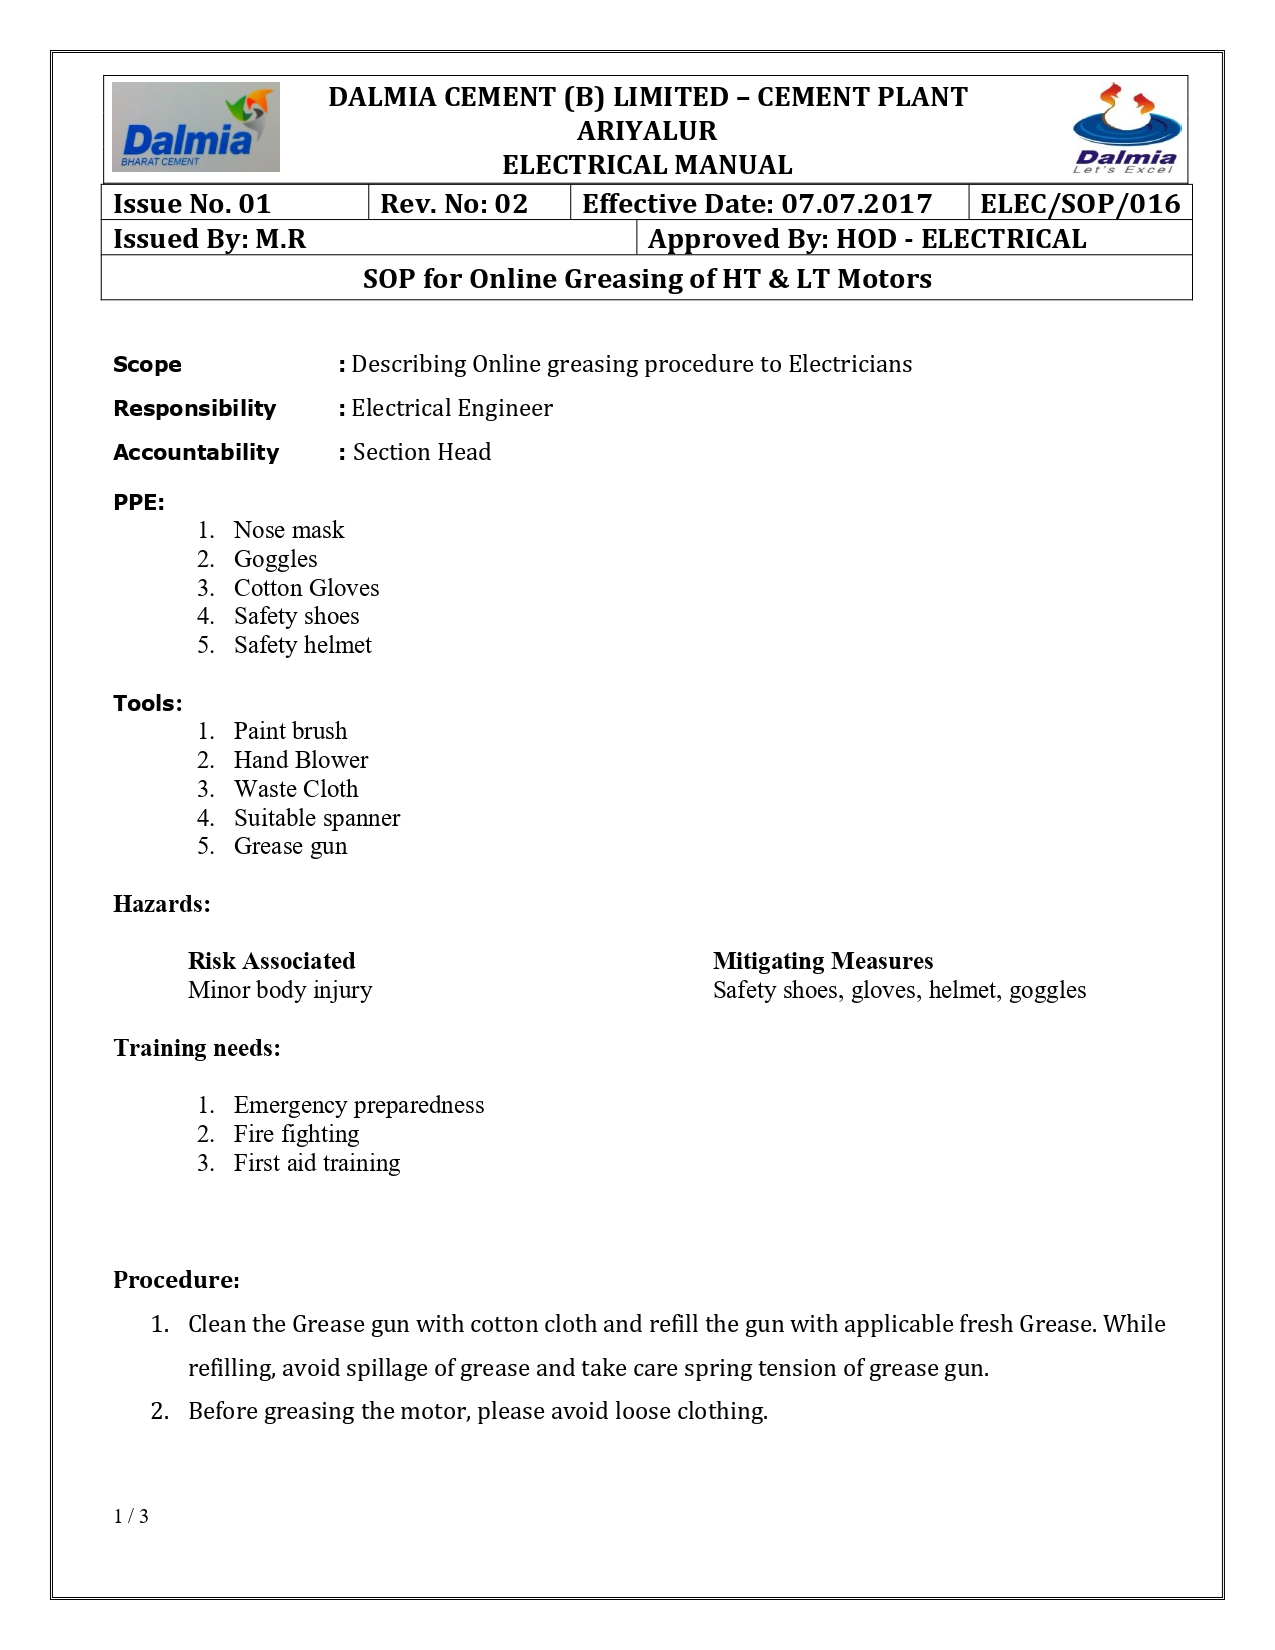 Dalmia
BHARAT CEMENT
DALMIA CEMENT (B) LIMITED – CEMENT PLANT
ARIYALUR
ELECTRICAL MANUAL
Dalmia
Let's Excel
Issue No. 01 Rev. No: 02 Effective Date: 07.07.2017 ELEC/SOP/016
Issued By: M.R Approved By: HOD - ELECTRICAL
SOP for Online Greasing of HT & LT Motors
Scope : Describing Online greasing procedure to Electricians
Responsibility : Electrical Engineer
Accountability : Section Head
PPE:
1. Nose mask
2. Goggles
3. Cotton Gloves
4. Safety shoes
5. Safety helmet
Tools:
1. Paint brush
2. Hand Blower
3. Waste Cloth
4. Suitable spanner
5. Grease gun
Hazards:
Risk Associated Mitigating Measures
Minor body injury Safety shoes, gloves, helmet, goggles
Training needs:
1. Emergency preparedness
2. Fire fighting
3. First aid training
Procedure:
1. Clean the Grease gun with cotton cloth and refill the gun with applicable fresh Grease. While
refilling, avoid spillage of grease and take care spring tension of grease gun.
2. Before greasing the motor, please avoid loose clothing.
1 / 3